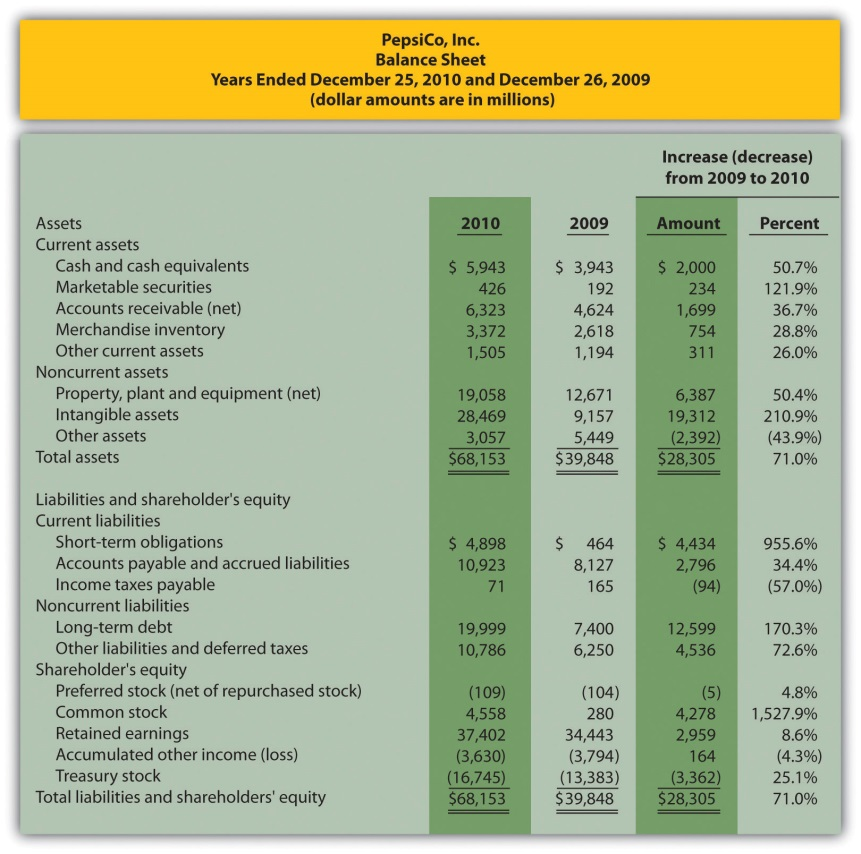 PepsiCo, Inc.
Balance Sheet
Years Ended December 25, 2010 and December 26, 2009
(dollar amounts are in millions)
Increase (decrease)
from 2009 to 2010
Assets 2010 2009 Amount Percent
Current assets
Cash and cash equivalents $ 5,943 $ 3,943 $ 2,000 50.7%
Marketable securities 426 192 234 121.9%
Accounts receivable (net) 6,323 4,624 1,699 36.7%
Merchandise inventory 3,372 2,618 754 28.8%
Other current assets 1,505 1,194 311 26.0%
Noncurrent assets
Property, plant and equipment (net) 19,058 12,671 6,387 50.4%
Intangible assets 28,469 9,157 19,312 210.9%
Other assets 3,057 5,449 (2,392) (43.9%)
Total assets $68,153 $39,848 $28,305 71.0%
Liabilities and shareholder's equity
Current liabilities
Short-term obligations $ 4,898 $ 464 $ 4,434 955.6%
Accounts payable and accrued liabilities 10,923 8,127 2,796 34.4%
Income taxes payable 71 165 (94) (57.0%)
Noncurrent liabilities
Long-term debt 19,999 7,400 12,599 170.3%
Other liabilities and deferred taxes 10,786 6,250 4,536 72.6%
Shareholder's equity
Preferred stock (net of repurchased stock) (109) (104) (5) 4.8%
Common stock 4,558 280 4,278 1,527.9%
Retained earnings 37,402 34,443 2,959 8.6%
Accumulated other income (loss) (3,630) (3,794) 164 (4.3%)
Treasury stock (16,745) (13,383) (3,362) 25.1%
Total liabilities and shareholders' equity $68,153 $39,848 $28,305 71.0%